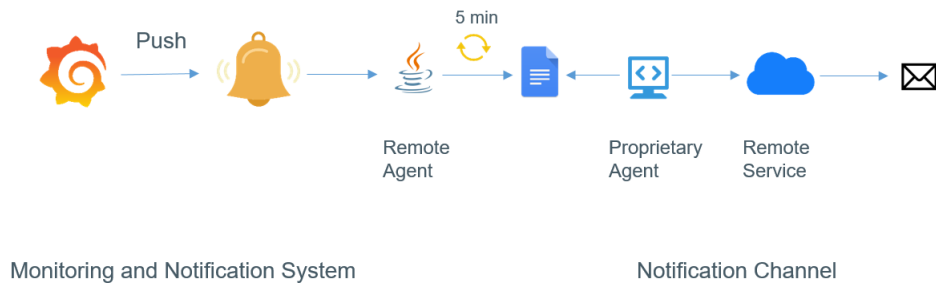 5 min
Push
Remote
Agent
Proprietary
Agent
Remote
Service
Monitoring and Notification System
Notification Channel